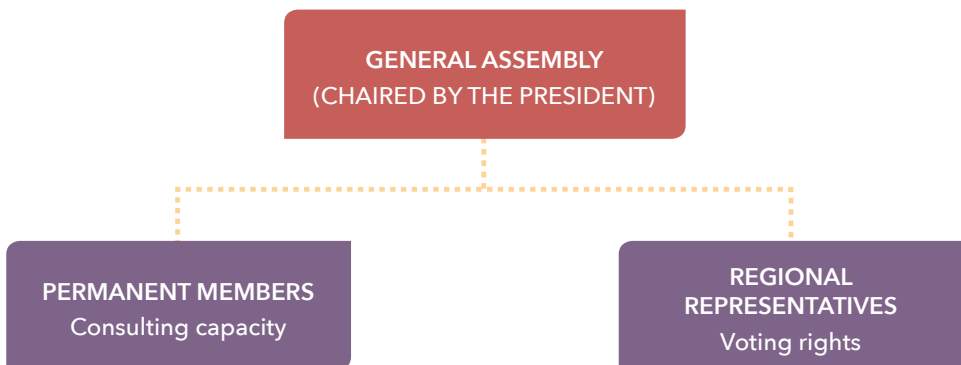 GENERAL ASSEMBLY
(CHAIRED BY THE PRESIDENT)
PERMANENT MEMBERS
Consulting capacity
REGIONAL
REPRESENTATIVES
Voting rights